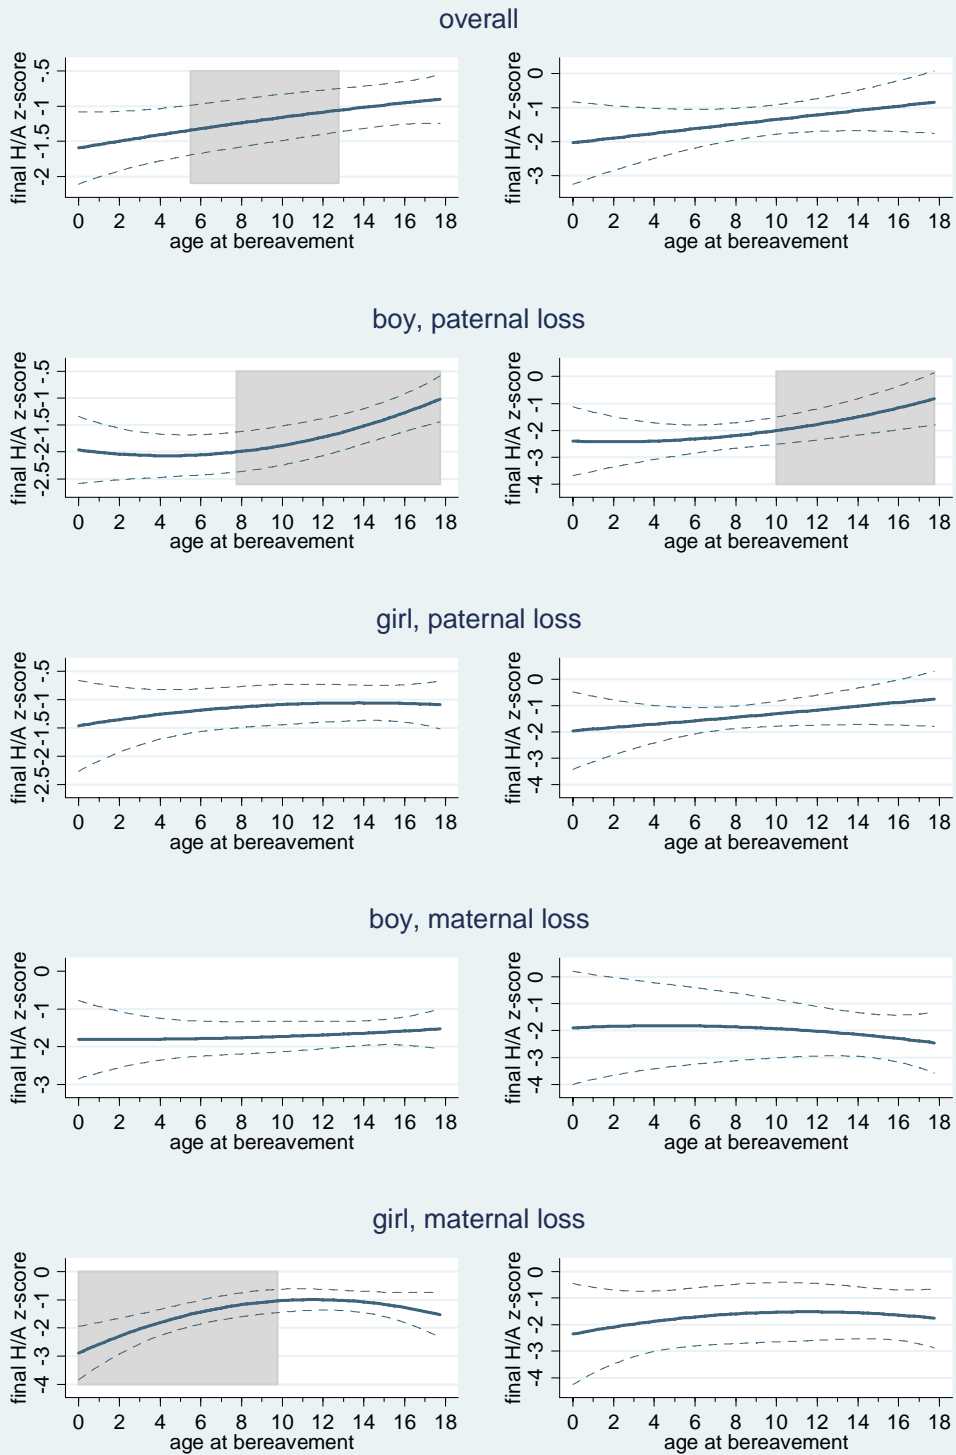 overall
final H/A z-score
-.5
-1
-1.5
-2
0 2 4 6 8 10 12 14 16 18
age at bereavement
final H/A z-score
0
-1
-2
-3
0 2 4 6 8 10 12 14 16 18
age at bereavement
boy, paternal loss
final H/A z-score
-.5
-1
-1.5
-2
-2.5
0 2 4 6 8 10 12 14 16 18
age at bereavement
final H/A z-score
0
-1
-2
-3
-4
0 2 4 6 8 10 12 14 16 18
age at bereavement
girl, paternal loss
final H/A z-score
-.5
-1
-1.5
-2
-2.5
0 2 4 6 8 10 12 14 16 18
age at bereavement
final H/A z-score
0
-1
-2
-3
-4
0 2 4 6 8 10 12 14 16 18
age at bereavement
boy, maternal loss
final H/A z-score
0
-1
-2
-3
0 2 4 6 8 10 12 14 16 18
age at bereavement
final H/A z-score
0
-1
-2
-3
-4
0 2 4 6 8 10 12 14 16 18
age at bereavement
girl, maternal loss
final H/A z-score
0
-1
-2
-3
-4
0 2 4 6 8 10 12 14 16 18
age at bereavement
final H/A z-score
0
-1
-2
-3
-4
0 2 4 6 8 10 12 14 16 18
age at bereavement